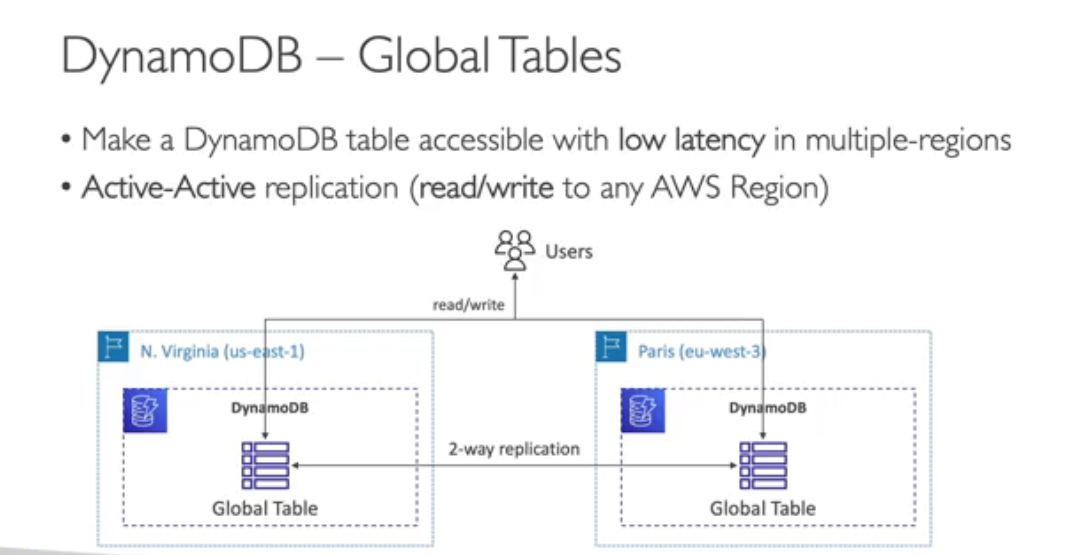 DynamoDB – Global Tables
• Make a DynamoDB table accessible with low latency in multiple-regions
• Active-Active replication (read/write to any AWS Region)
Users
read/write
N. Virginia (us-east-1)
Paris (eu-west-3)
DynamoDB
DynamoDB
2-way replication
Global Table
Global Table